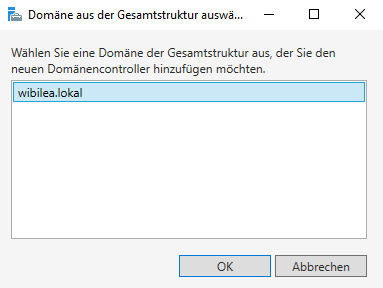 Domäne aus der Gesamtstruktur auswä...
Wählen Sie eine Domäne der Gesamtstruktur aus, der Sie den
neuen Domänencontroller hinzufügen möchten.
wibilea.lokal
OK
Abbrechen